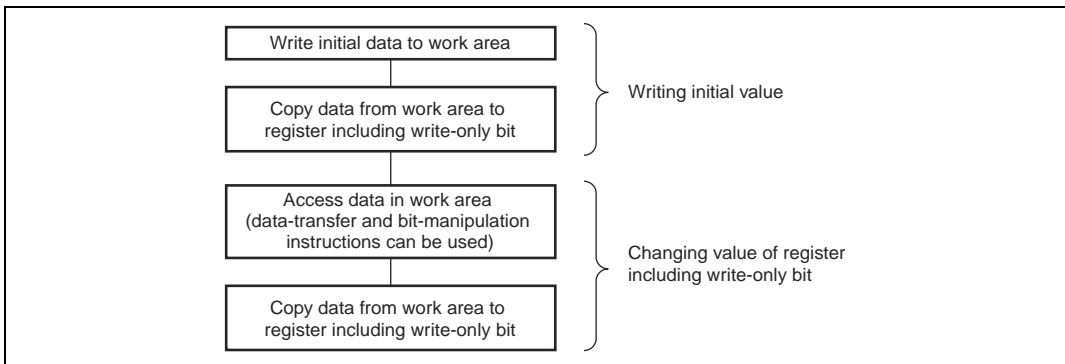 Write initial data to work area
Copy data from work area to
register including write-only bit
Writing initial value
Access data in work area
(data-transfer and bit-manipulation
instructions can be used)
Copy data from work area to
register including write-only bit
Changing value of register
including write-only bit